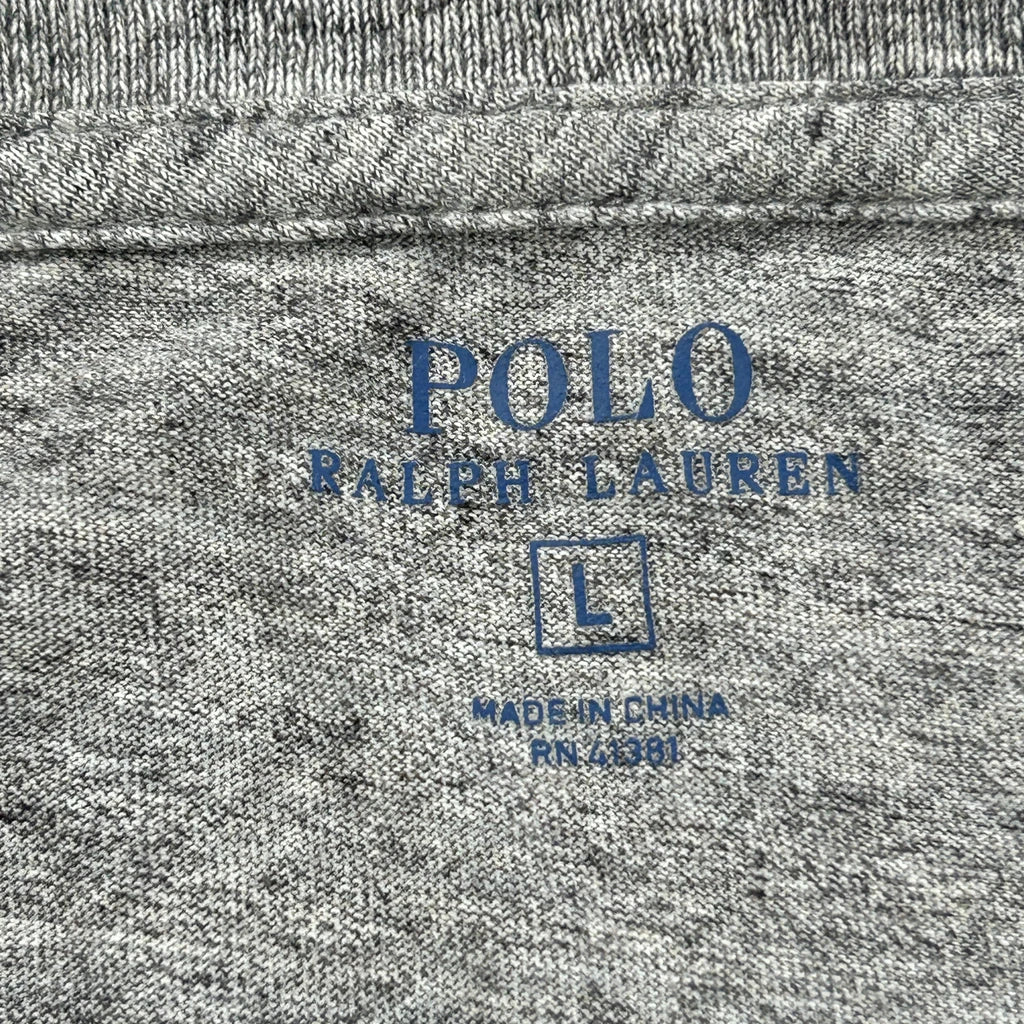 POLO
RALPH LAUREN
L
MADE IN CHINA
RN 41381